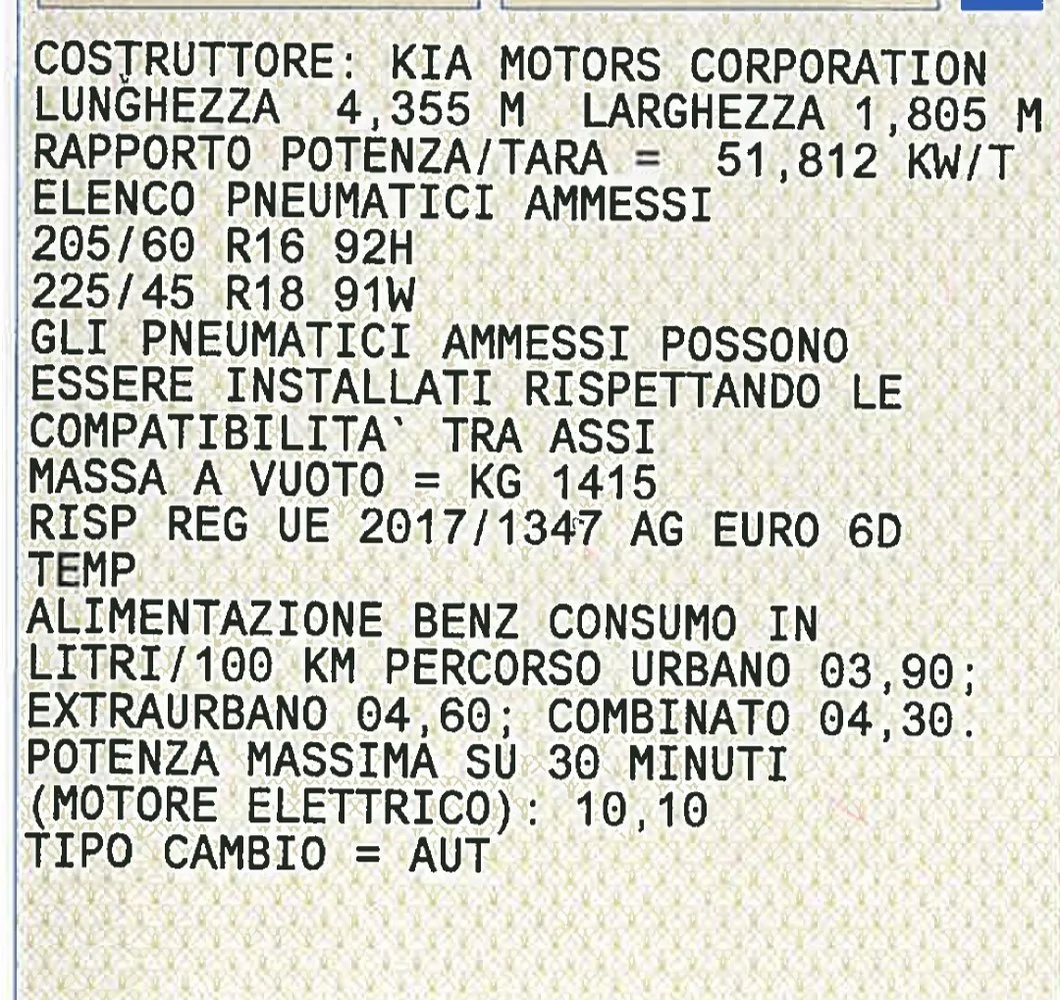 COSTRUTTORE: KIA MOTORS CORPORATION
LUNGHEZZA 4,355 M LARGHEZZA 1,805 M
RAPPORTO POTENZA/TARA = 51,812 KW/T
ELENCO PNEUMATICI AMMESSI
205/60 R16 92H
225/45 R18 91W
GLI PNEUMATICI AMMESSI POSSONO
ESSERE INSTALLATI RISPETTANDO LE
COMPATIBILITA` TRA ASSI
MASSA A VUOTO = KG 1415
RISP REG UE 2017/1347 AG EURO 6D
TEMP
ALIMENTAZIONE BENZ CONSUMO IN
LITRI/100 KM PERCORSO URBANO 03,90;
EXTRAURBANO 04,60; COMBINATO 04,30.
POTENZA MASSIMA SU 30 MINUTI
(MOTORE ELETTRICO): 10,10
TIPO CAMBIO = AUT